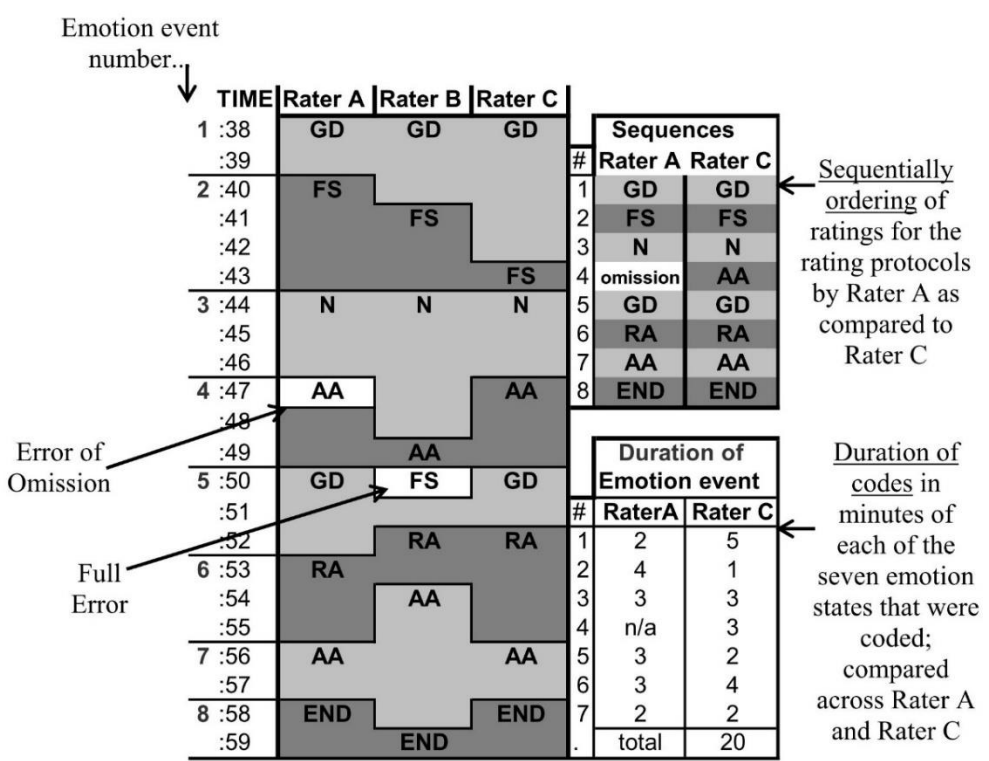 Emotion event
number..
TIME Rater A Rater B Rater C
1 :38 GD GD GD
:39
2 :40 FS
:41 FS
:42
:43 FS
3 :44 N N N
:45
:46
4 :47 AA AA
:48
:49 AA
5 :50 GD FS GD
:51
:52 RA RA
6 :53 RA
:54 AA
:55
7 :56 AA AA
:57
8 :58 END END
:59 END
Error of
Omission
Full
Error
Sequences
# Rater A Rater C
1 GD GD
2 FS FS
3 N N
4 omission AA
5 GD GD
6 RA RA
7 AA AA
8 END END
Sequentially
ordering of
ratings for the
rating protocols
by Rater A as
compared to
Rater C
Duration of
Emotion event
# RaterA Rater C
1 2 5
2 4 1
3 3 3
4 n/a 3
5 3 2
6 3 4
7 2 2
. total 20
Duration of
codes in
minutes of
each of the
seven emotion
states that were
coded;
compared
across Rater A
and Rater C